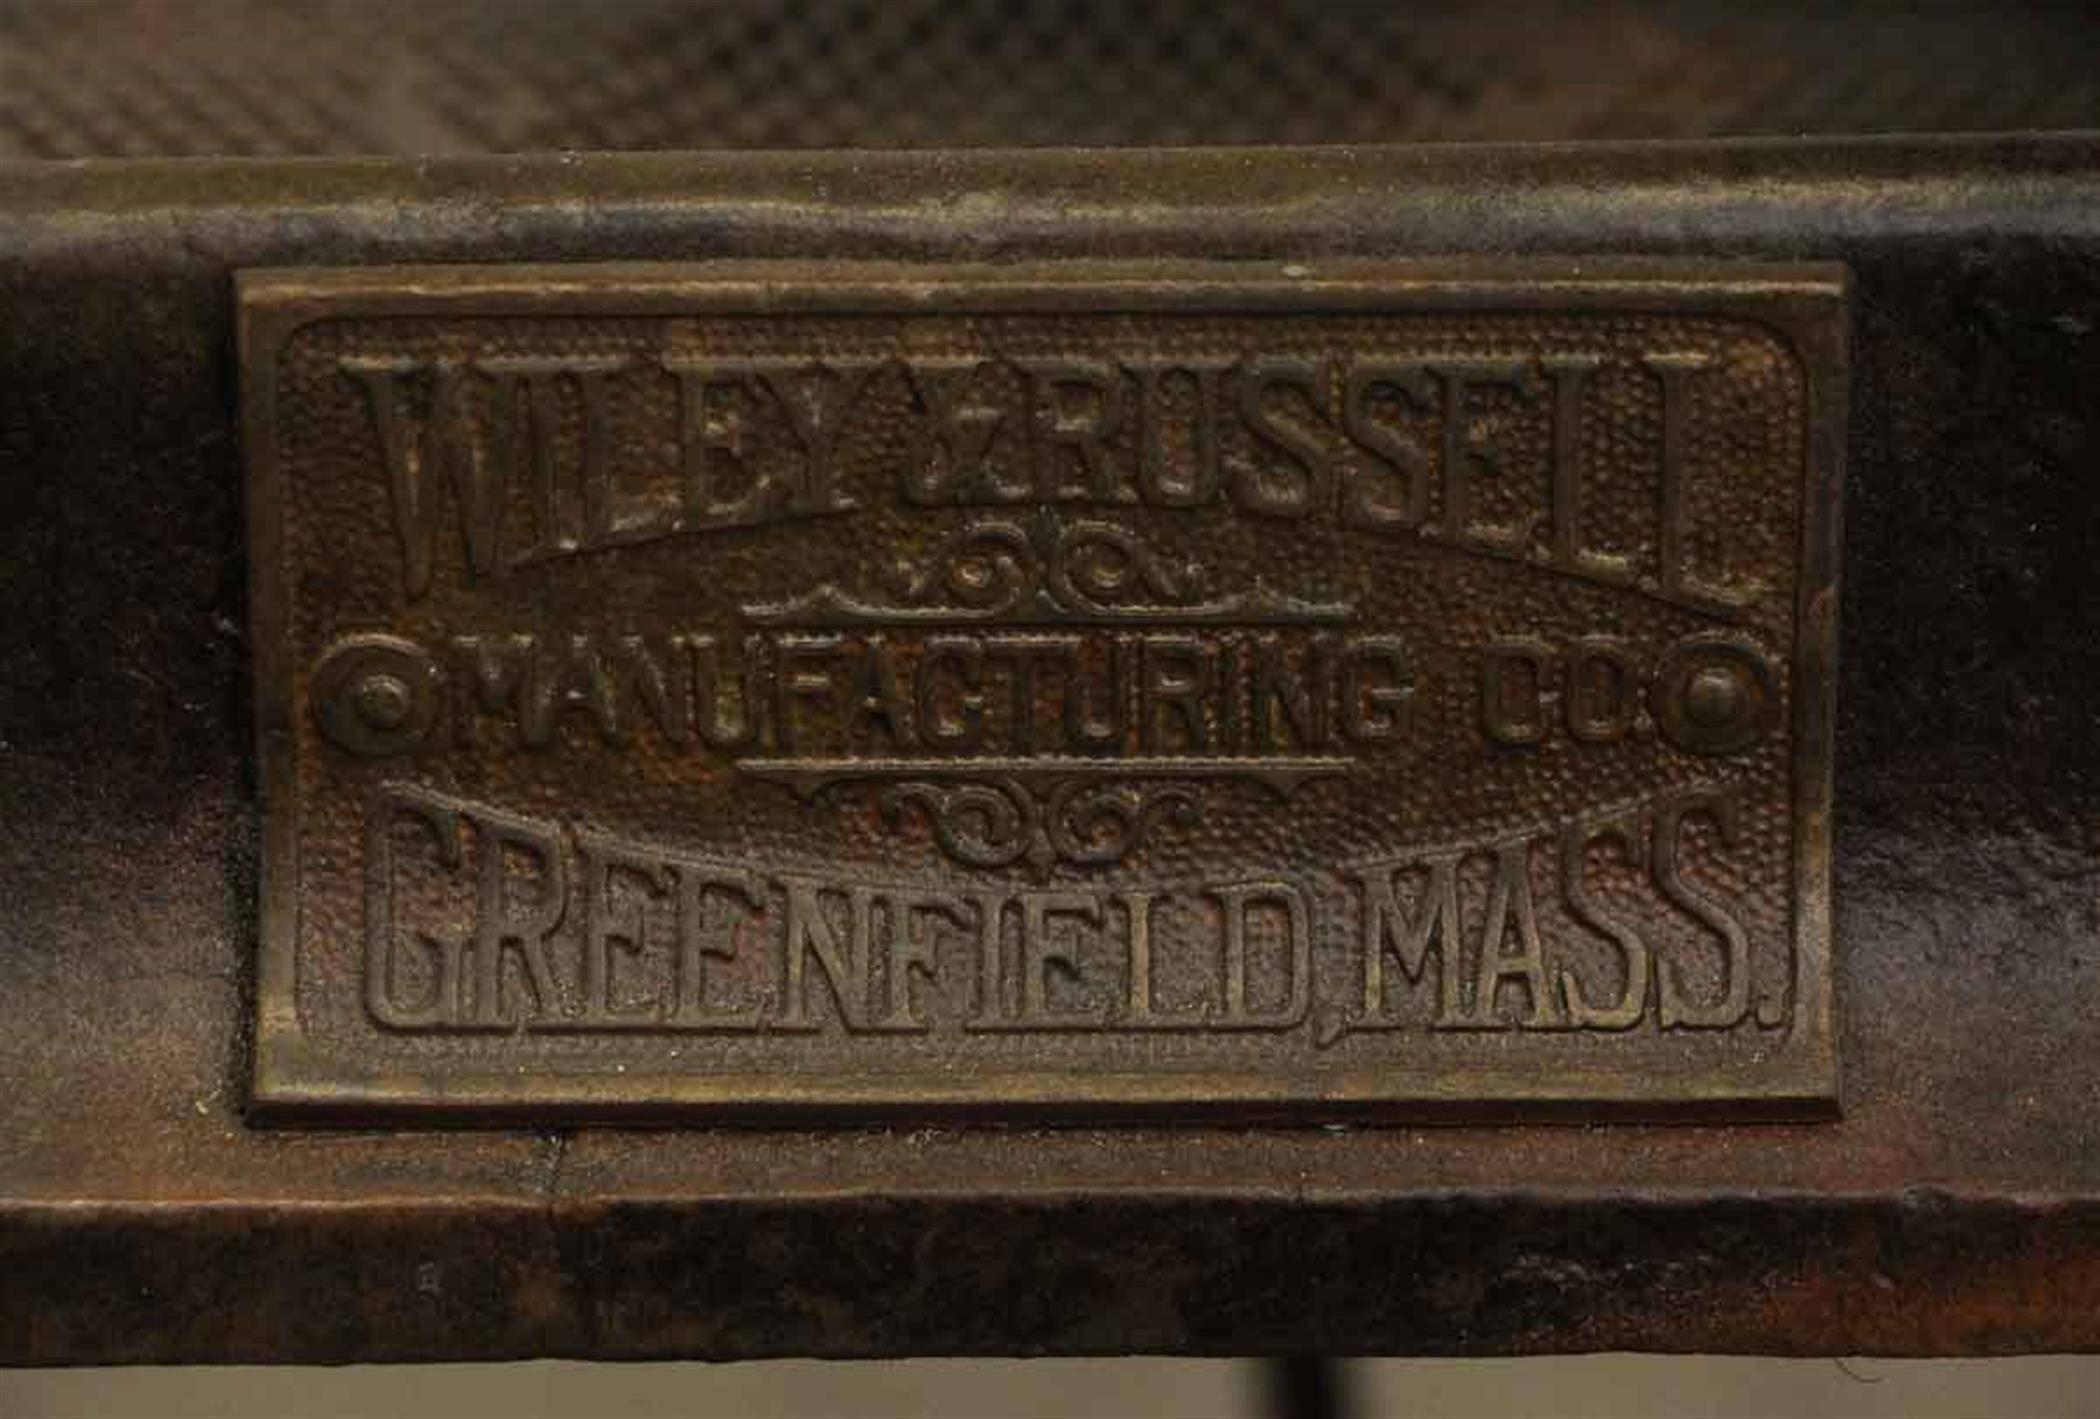 WILEY & RUSSELL
MANUFACTURING CO.
GREENFIELD, MASS.